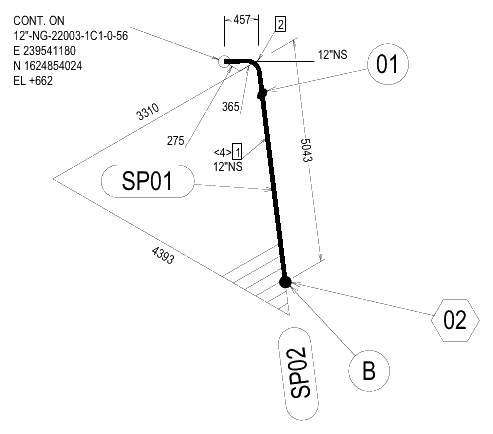 CONT. ON
12"-NG-22003-1C1-0-56
E 239541180
N 1624854024
EL +662
457
2
12"NS
01
3310
365
275
<4> 1
12"NS
5043
SP01
4393
02
B
SP02